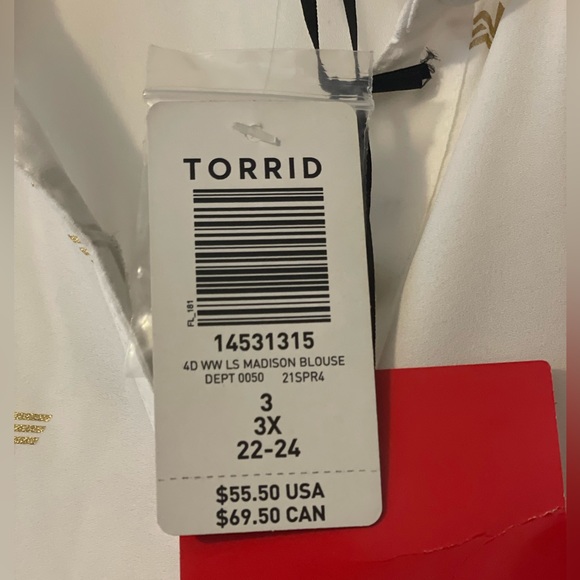 TORRID
FL_181
14531315
4D WW LS MADISON BLOUSE
DEPT 0050 21SPR4
3
3X
22-24
$55.50 USA
$69.50 CAN